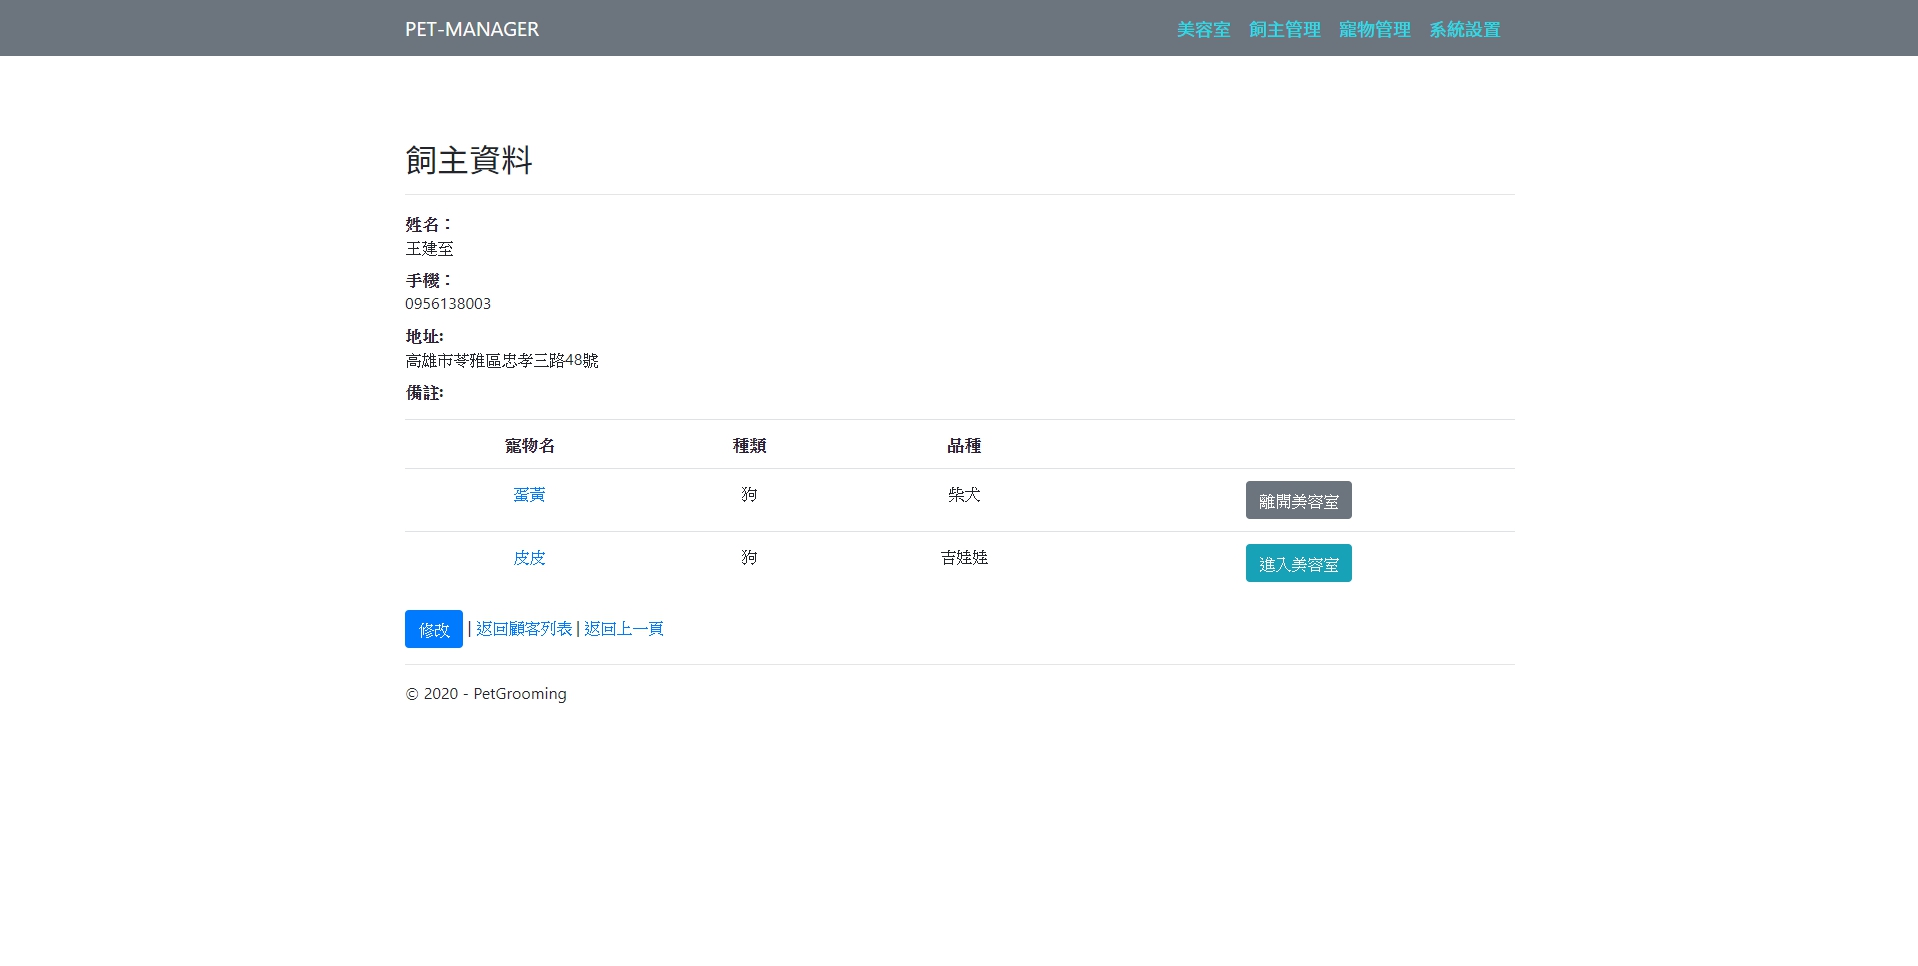 PET-MANAGER 美容室 飼主管理 寵物管理 系統設置
飼主資料
姓名：
王建至
手機：
0956138003
地址:
高雄市苓雅區忠孝三路48號
備註:
寵物名 種類 品種
蛋黃 狗 柴犬 離開美容室
皮皮 狗 吉娃娃 進入美容室
修改 | 返回顧客列表 | 返回上一頁
© 2020 - PetGrooming